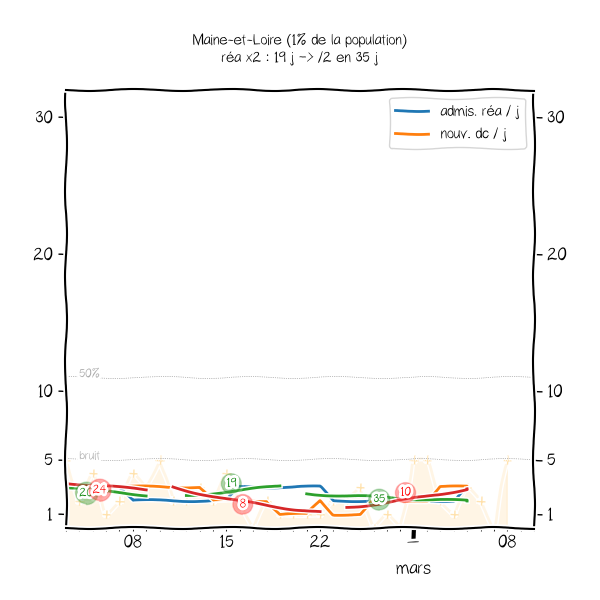 Maine-et-Loire (1% de la population)
réa x2 : 19 j -> /2 en 35 j
admis. réa / j
nouv. dc / j
30 30
20 20
50%
10 10
bruit
5 5
20 24 19 8 35 10
1 1
08 15 22 1 08
mars